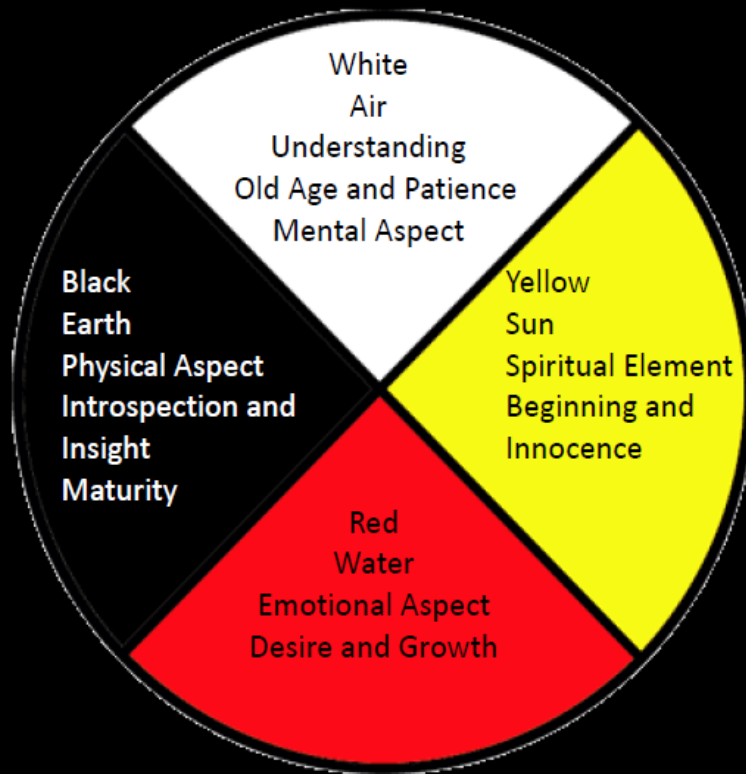 White
Air
Understanding
Old Age and Patience
Mental Aspect
Black
Earth
Physical Aspect
Introspection and
Insight
Maturity
Yellow
Sun
Spiritual Element
Beginning and
Innocence
Red
Water
Emotional Aspect
Desire and Growth